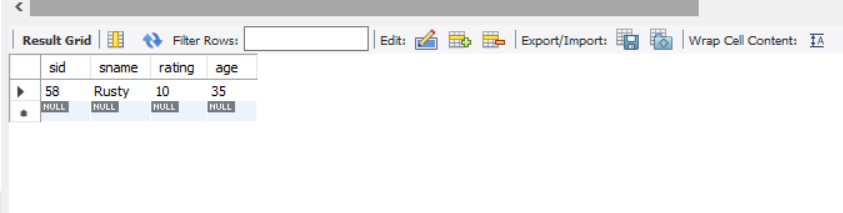 Result Grid Filter Rows: Edit: Export/Import: Wrap Cell Content: IA
sid sname rating age
58 Rusty 10 35
NULL NULL NULL NULL